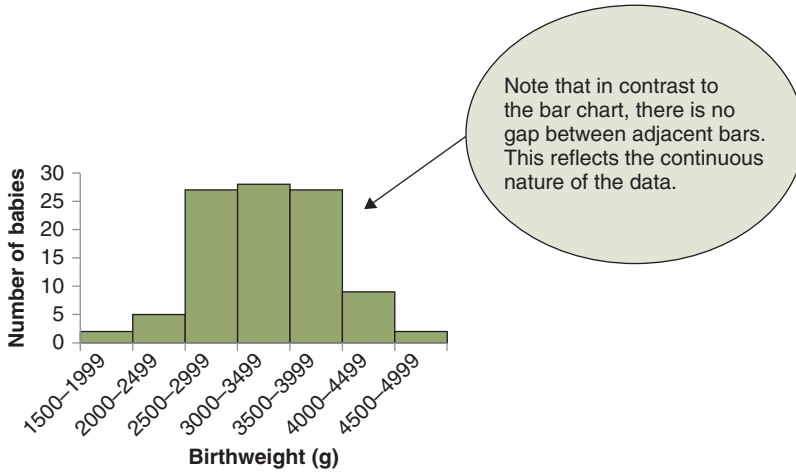 Note that in contrast to
the bar chart, there is no
gap between adjacent bars.
This reflects the continuous
nature of the data.
Number of babies
30
25
20
15
10
5
0
1500–1999
2000–2499
2500–2999
3000–3499
3500–3999
4000–4499
4500–4999
Birthweight (g)